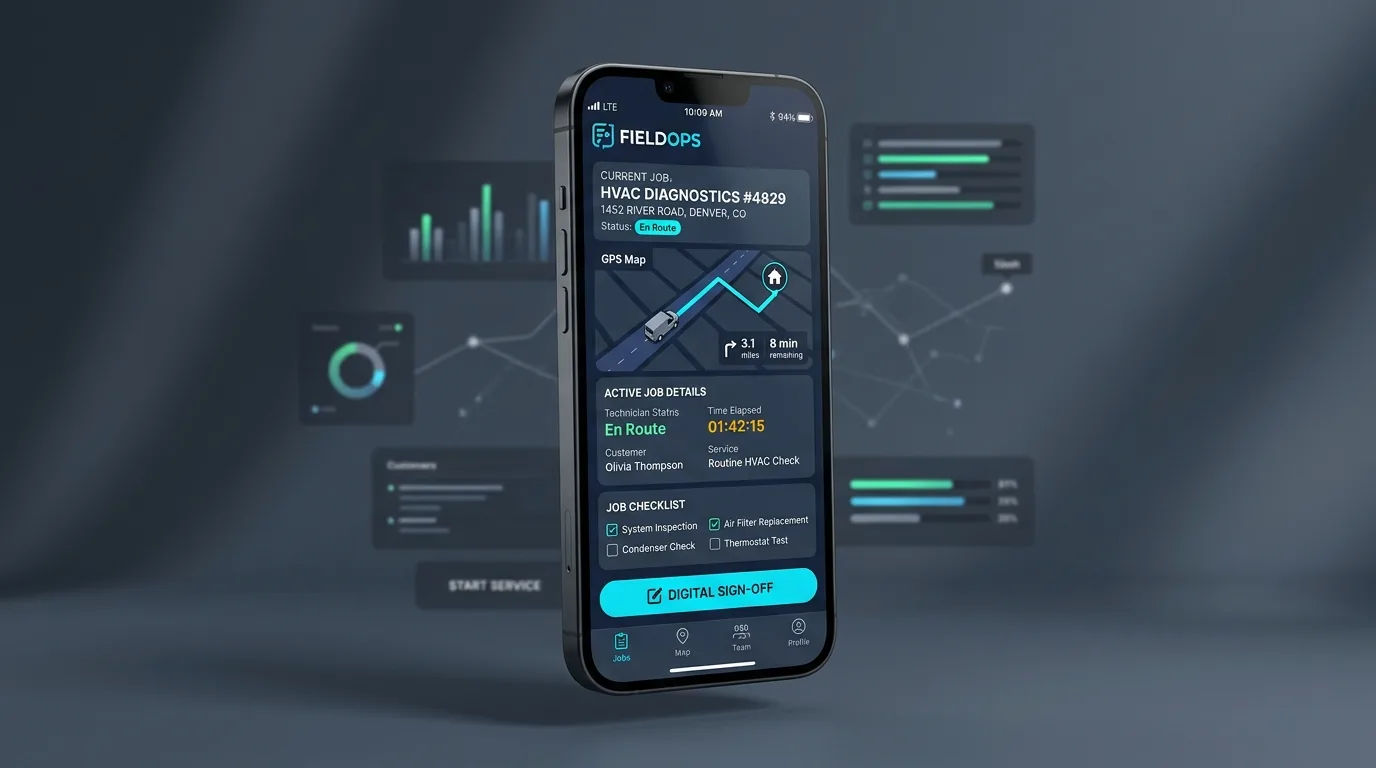 LTE
10:09 AM
94%
FIELDOPS
CURRENT JOB:
HVAC DIAGNOSTICS #4829
1452 RIVER ROAD, DENVER, CO
Status: En Route
GPS Map
3.1 miles
8 min remaining
ACTIVE JOB DETAILS
Technician Statns
En Route
Time Elapsed
01:42:15
Custemer
Olivia Thompson
Service
Routine HVAC Check
JOB CHECKLIST
System Inspection
Air Filter Replacement
Condenser Check
Thermostat Tast
DIGITAL SIGN-OFF
Jobs
Map
Team
Profile
Customers
START SERVICE